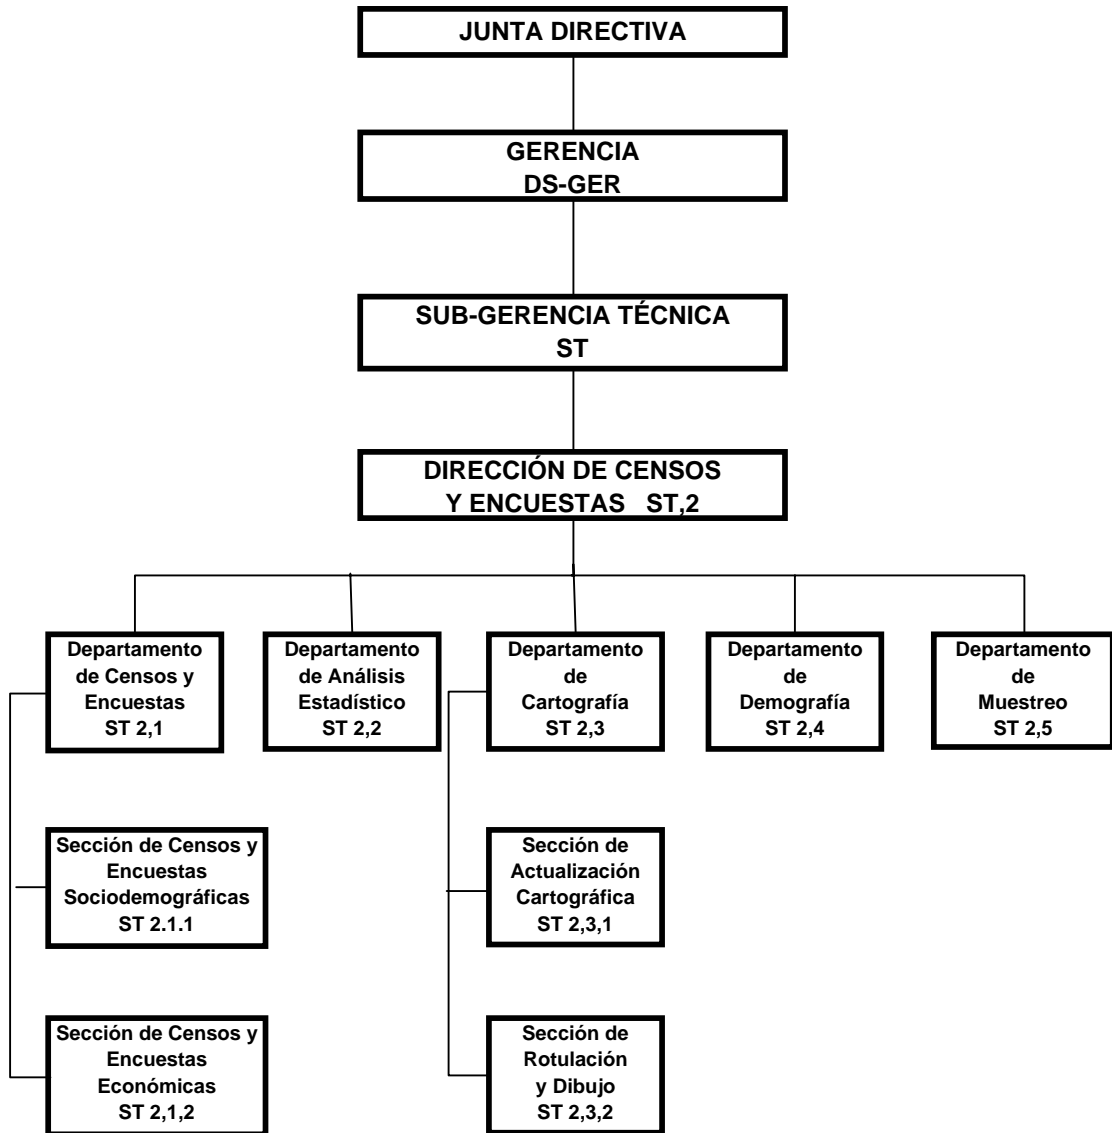 JUNTA DIRECTIVA
GERENCIA
DS-GER
SUB-GERENCIA TÉCNICA
ST
DIRECCIÓN DE CENSOS
Y ENCUESTAS   ST,2
Departamento
de Censos y
Encuestas
ST 2,1
Departamento
de Análisis
Estadístico
ST 2,2
Departamento
de
Cartografía
ST 2,3
Departamento
de
Demografía
ST 2,4
Departamento
de
Muestreo
ST 2,5
Sección de Censos y
Encuestas
Sociodemográficas
ST 2.1.1
Sección de
Actualización
Cartográfica
ST 2,3,1
Sección de Censos y
Encuestas
Económicas
ST 2,1,2
Sección de
Rotulación
y Dibujo
ST 2,3,2